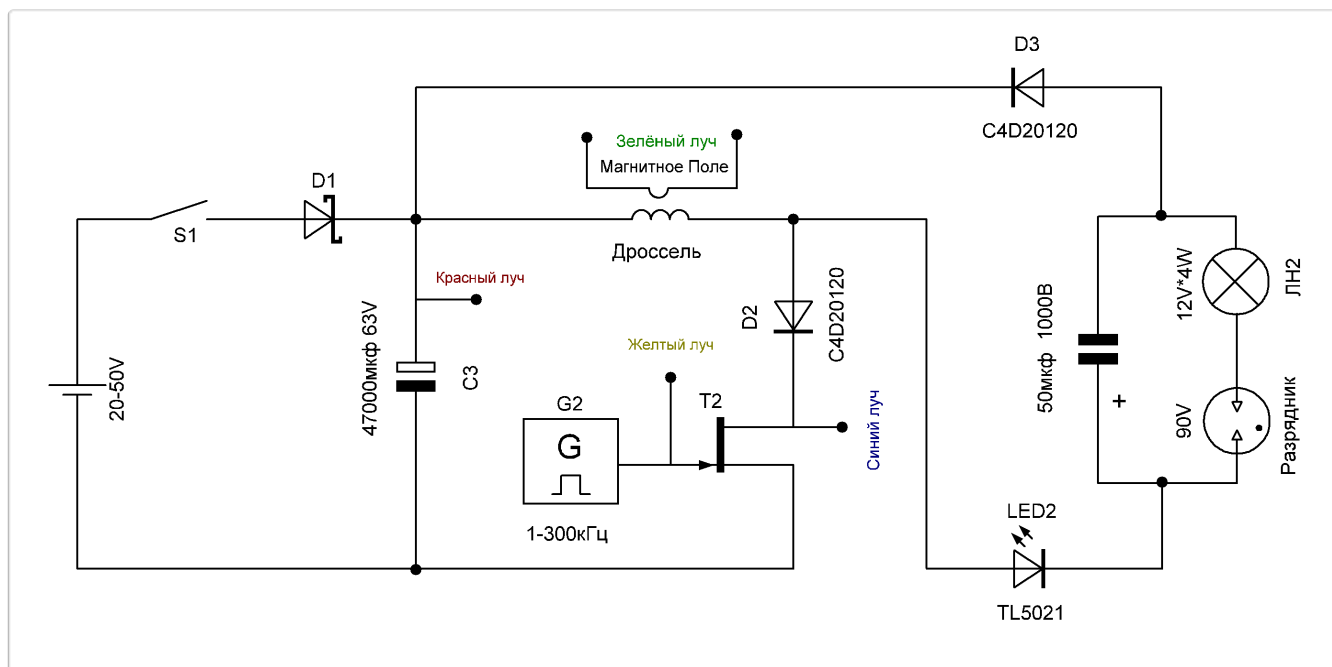 D3
C4D20120
Зелёный луч
Магнитное Поле
D1
S1
Дроссель
Красный луч
12V*4W
ЛН2
D2
C4D20120
Желтый луч
47000мкф 63V
C3
50мкф 1000В
+
20-50V
G2
G
T2
Синий луч
90V
Разрядник
1-300кГц
LED2
TL5021